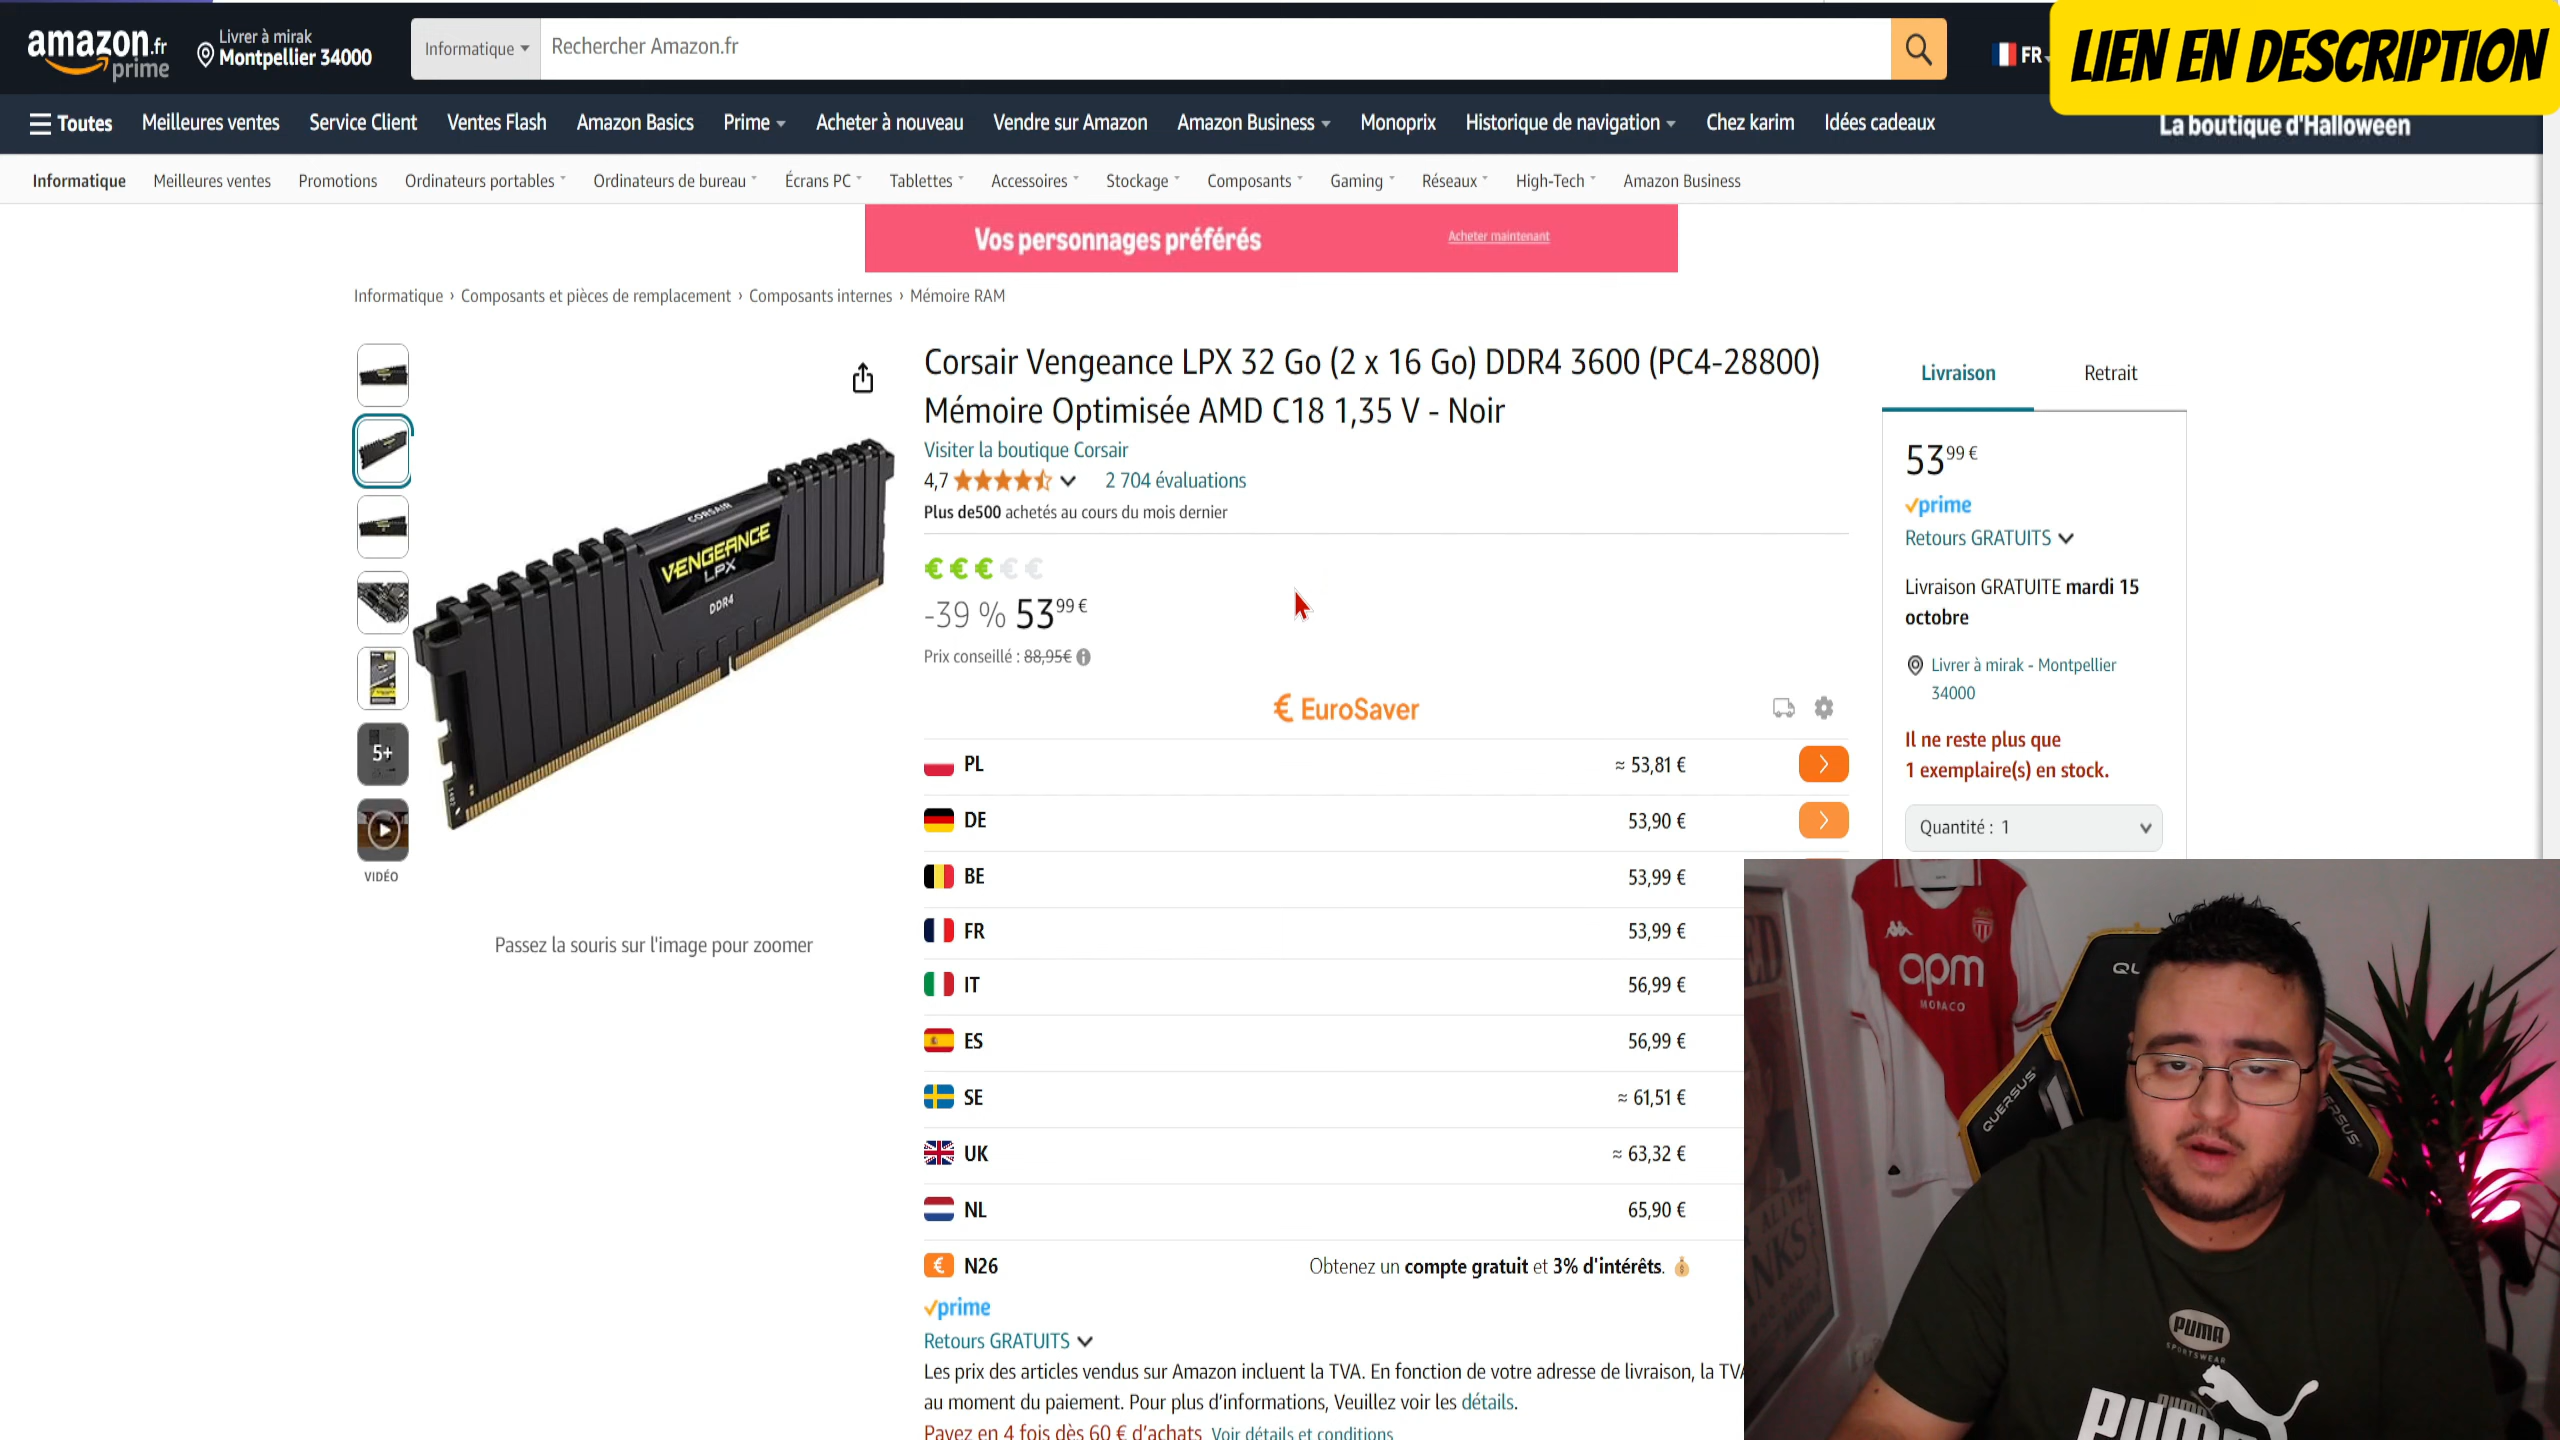 amazon.fr
prime
Livrer à mirak
Montpellier 34000
Informatique
Rechercher Amazon.fr
FR
LIEN EN DESCRIPTION
Toutes
Meilleures ventes
Service Client
Ventes Flash
Amazon Basics
Prime
Acheter à nouveau
Vendre sur Amazon
Amazon Business
Monoprix
Historique de navigation
Chez karim
Idées cadeaux
La boutique d'Halloween
Informatique
Meilleures ventes
Promotions
Ordinateurs portables
Ordinateurs de bureau
Écrans PC
Tablettes
Accessoires
Stockage
Composants
Gaming
Réseaux
High-Tech
Amazon Business
Vos personnages préférés
Acheter maintenant
Informatique › Composants et pièces de remplacement › Composants internes › Mémoire RAM
CORSAIR
VENGEANCE
LPX
DDR4
5+
VIDÉO
Passez la souris sur l'image pour zoomer
Corsair Vengeance LPX 32 Go (2 x 16 Go) DDR4 3600 (PC4-28800)
Mémoire Optimisée AMD C18 1,35 V - Noir
Visiter la boutique Corsair
4,7
2 704 évaluations
Plus de500 achetés au cours du mois dernier
€ € € € €
-39 % 53,99 €
Prix conseillé : 88,95€
€ EuroSaver
PL ≈ 53,81 €
DE 53,90 €
BE 53,99 €
FR 53,99 €
IT 56,99 €
ES 56,99 €
SE ≈ 61,51 €
UK ≈ 63,32 €
NL 65,90 €
€ N26 Obtenez un compte gratuit et 3% d'intérêts.
prime
Retours GRATUITS
Les prix des articles vendus sur Amazon incluent la TVA. En fonction de votre adresse de livraison, la
au moment du paiement. Pour plus d'informations, Veuillez voir les détails.
Payez en 4 fois dès 60 € d'achats Voir détails et conditions
Livraison
Retrait
53,99 €
prime
Retours GRATUITS
Livraison GRATUITE mardi 15
octobre
Livrer à mirak - Montpellier
34000
Il ne reste plus que
1 exemplaire(s) en stock.
Quantité : 1
apm
MONACO
QUERSUS
PUMA
SPORTSWEAR